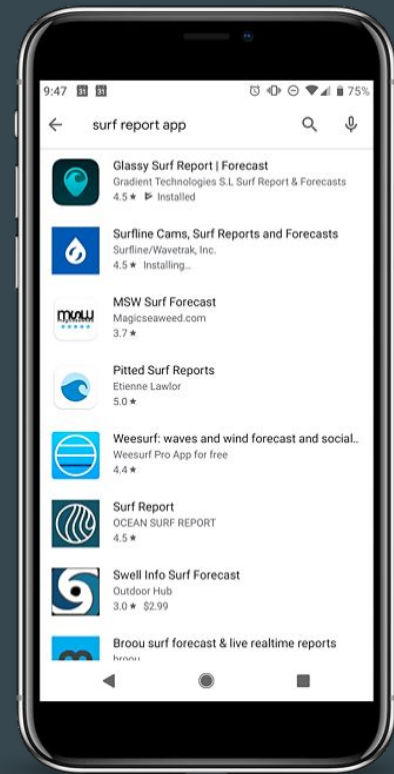 9:47 31 31 75%
surf report app
Glassy Surf Report | Forecast
Gradient Technologies S.L Surf Report & Forecasts
4.5 ★ Installed
Surfline Cams, Surf Reports and Forecasts
Surfline/Wavetrak, Inc.
4.5 ★ Installing…
msw
MSW Surf Forecast
Magicseaweed.com
3.7 ★
Pitted Surf Reports
Etienne Lawlor
5.0 ★
Weesurf: waves and wind forecast and social..
Weesurf Pro App for free
4.4 ★
Surf Report
OCEAN SURF REPORT
4.5 ★
Swell Info Surf Forecast
Outdoor Hub
3.0 ★ $2.99
Broou surf forecast & live realtime reports
broou